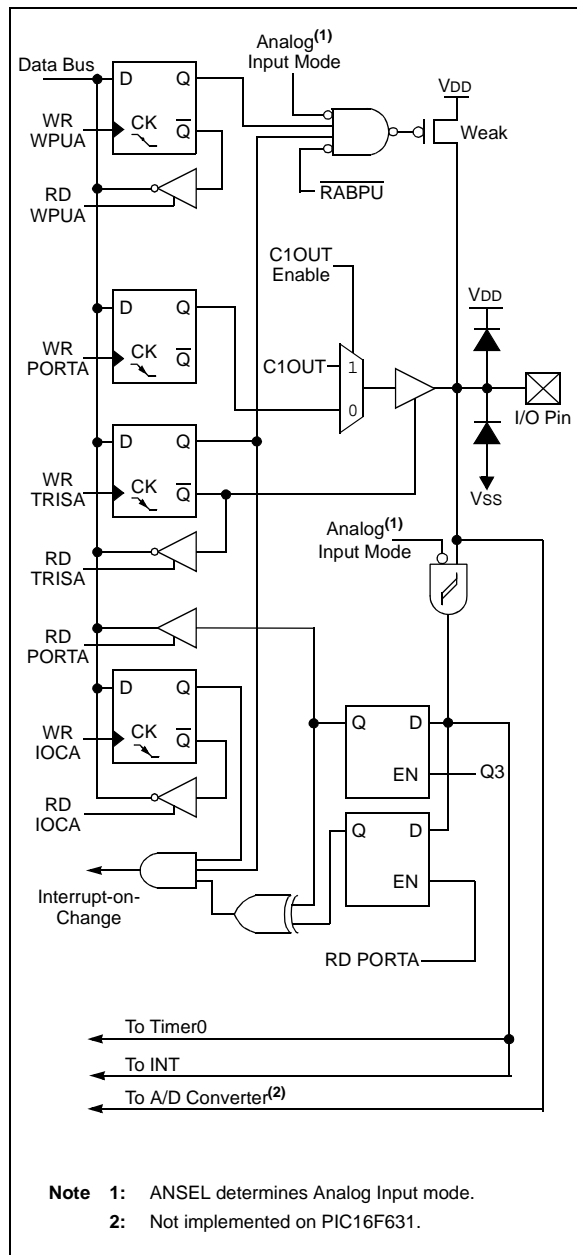 Analog(1)
Input Mode
VDD
Data Bus
D Q
WR
WPUA
CK Q
Weak
RD
WPUA
RABPU
C1OUT
Enable
VDD
D Q
WR
PORTA
CK Q
C1OUT
1
0
I/O Pin
D Q
WR
TRISA
CK Q
VSS
Analog(1)
Input Mode
RD
TRISA
RD
PORTA
D Q
WR
IOCA
CK Q
Q D
EN
Q3
RD
IOCA
Q D
EN
Interrupt-on-
Change
RD PORTA
To Timer0
To INT
To A/D Converter(2)
Note 1: ANSEL determines Analog Input mode.
2: Not implemented on PIC16F631.